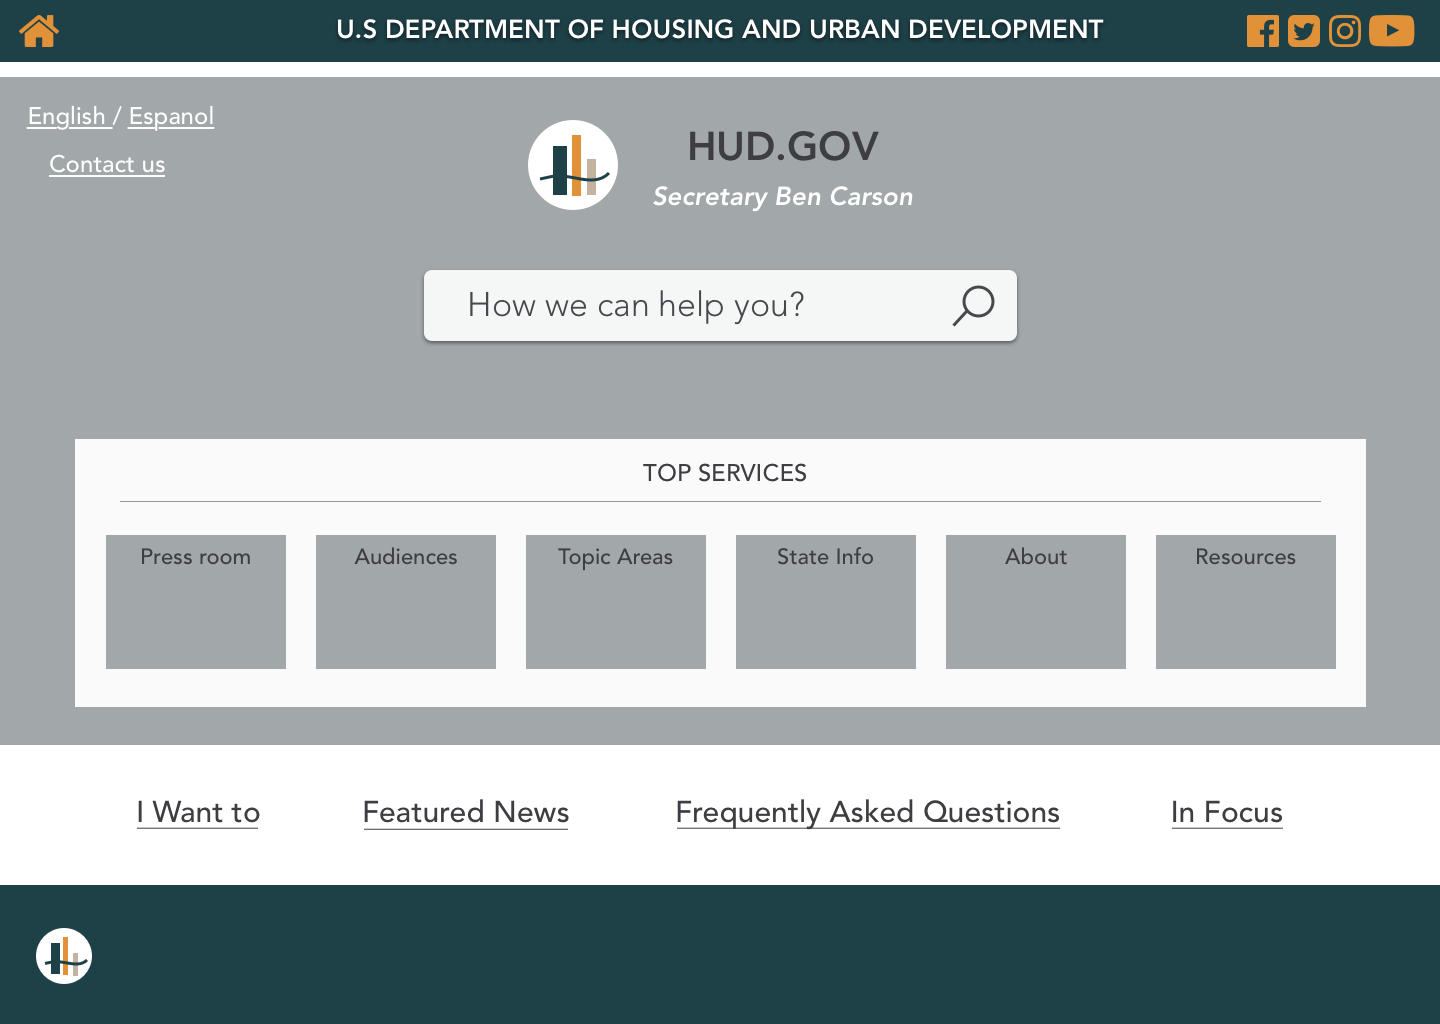 U.S DEPARTMENT OF HOUSING AND URBAN DEVELOPMENT
English / Espanol
Contact us
HUD.GOV
Secretary Ben Carson
How we can help you?
TOP SERVICES
Press room
Audiences
Topic Areas
State Info
About
Resources
I Want to
Featured News
Frequently Asked Questions
In Focus